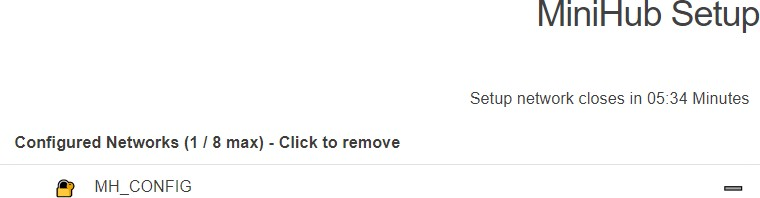 MiniHub Setup
Setup network closes in 05:34 Minutes
Configured Networks (1 / 8 max) - Click to remove
MH_CONFIG